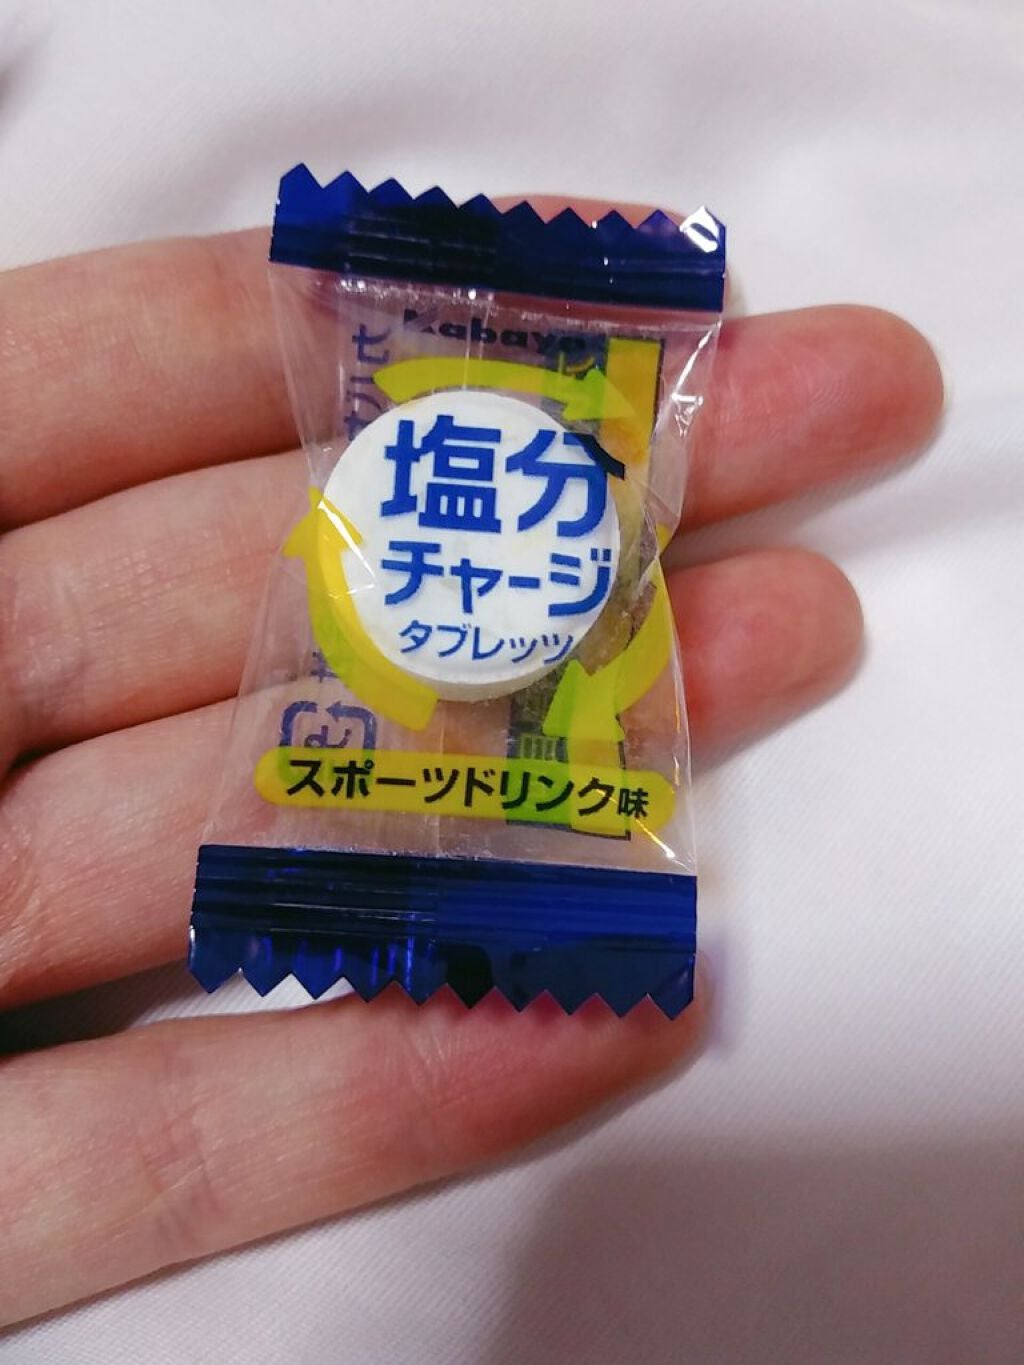 Kabaya
塩分
チャージ
タブレッツ
スポーツドリンク味